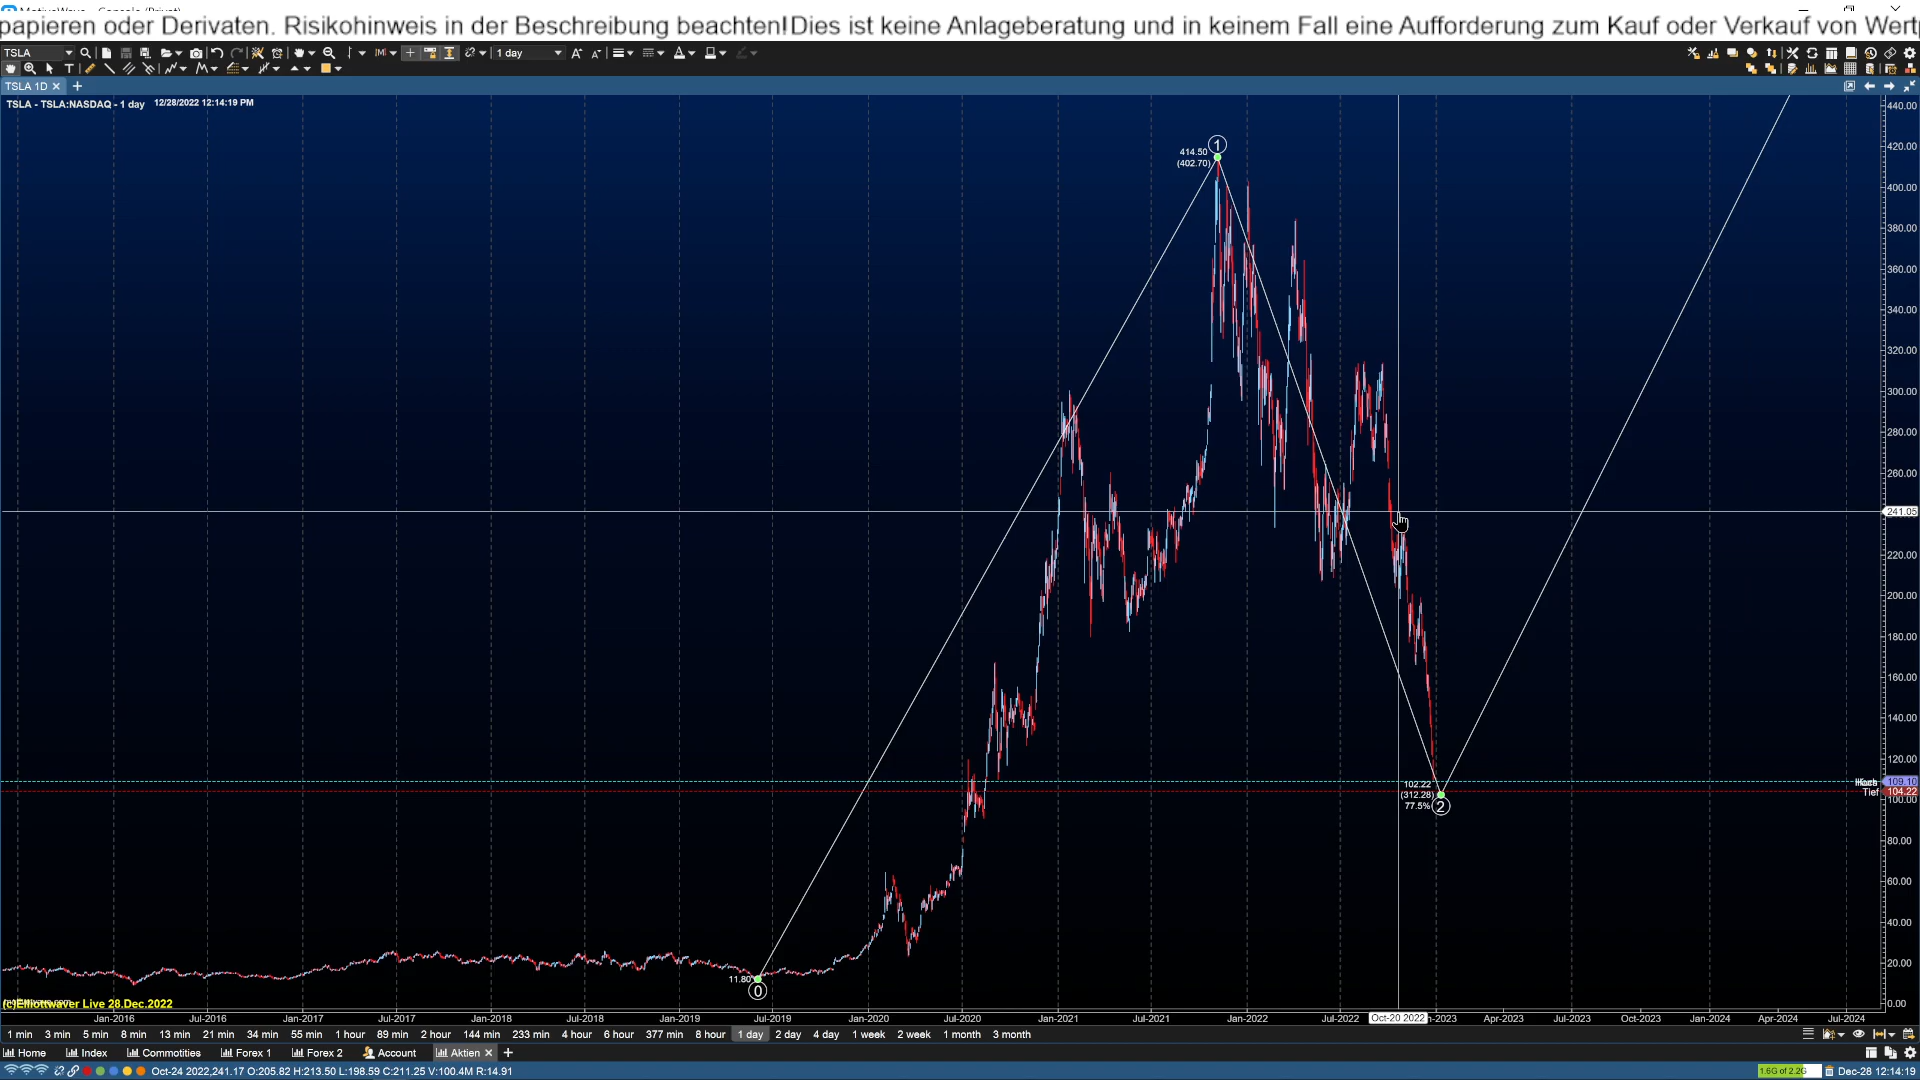 papieren oder Derivaten. Risikohinweis in der Beschreibung beachten!Dies ist keine Anlageberatung und in keinem Fall eine Aufforderung zum Kauf oder Verkauf von Wertp
TSLA
1 day
TSLA 1D
TSLA - TSLA:NASDAQ - 1 day 12/28/2022 12:14:19 PM
440.00
420.00
400.00
380.00
360.00
340.00
320.00
300.00
280.00
260.00
241.05
220.00
200.00
180.00
160.00
140.00
120.00
109.10
Tief 104.22
100.00
80.00
60.00
40.00
20.00
0.00
1
414.50
(402.70)
102.22
(312.28)
77.5% 2
11.80
0
(c)Elliottwaver Live 28.Dec.2022
Jan-2016 Jul-2016 Jan-2017 Jul-2017 Jan-2018 Jul-2018 Jan-2019 Jul-2019 Jan-2020 Jul-2020 Jan-2021 Jul-2021 Jan-2022 Jul-2022 Oct-20 2022 n-2023 Apr-2023 Jul-2023 Oct-2023 Jan-2024 Apr-2024 Jul-2024
1 min 3 min 5 min 8 min 13 min 21 min 34 min 55 min 1 hour 89 min 2 hour 144 min 233 min 4 hour 6 hour 377 min 8 hour 1 day 2 day 4 day 1 week 2 week 1 month 3 month
Home Index Commotities Forex 1 Forex 2 Account Aktien
Oct-24 2022,241.17 O:205.82 H:213.50 L:198.59 C:211.25 V:100.4M R:14.91
1.6G of 2.2G Dec-28 12:14:19